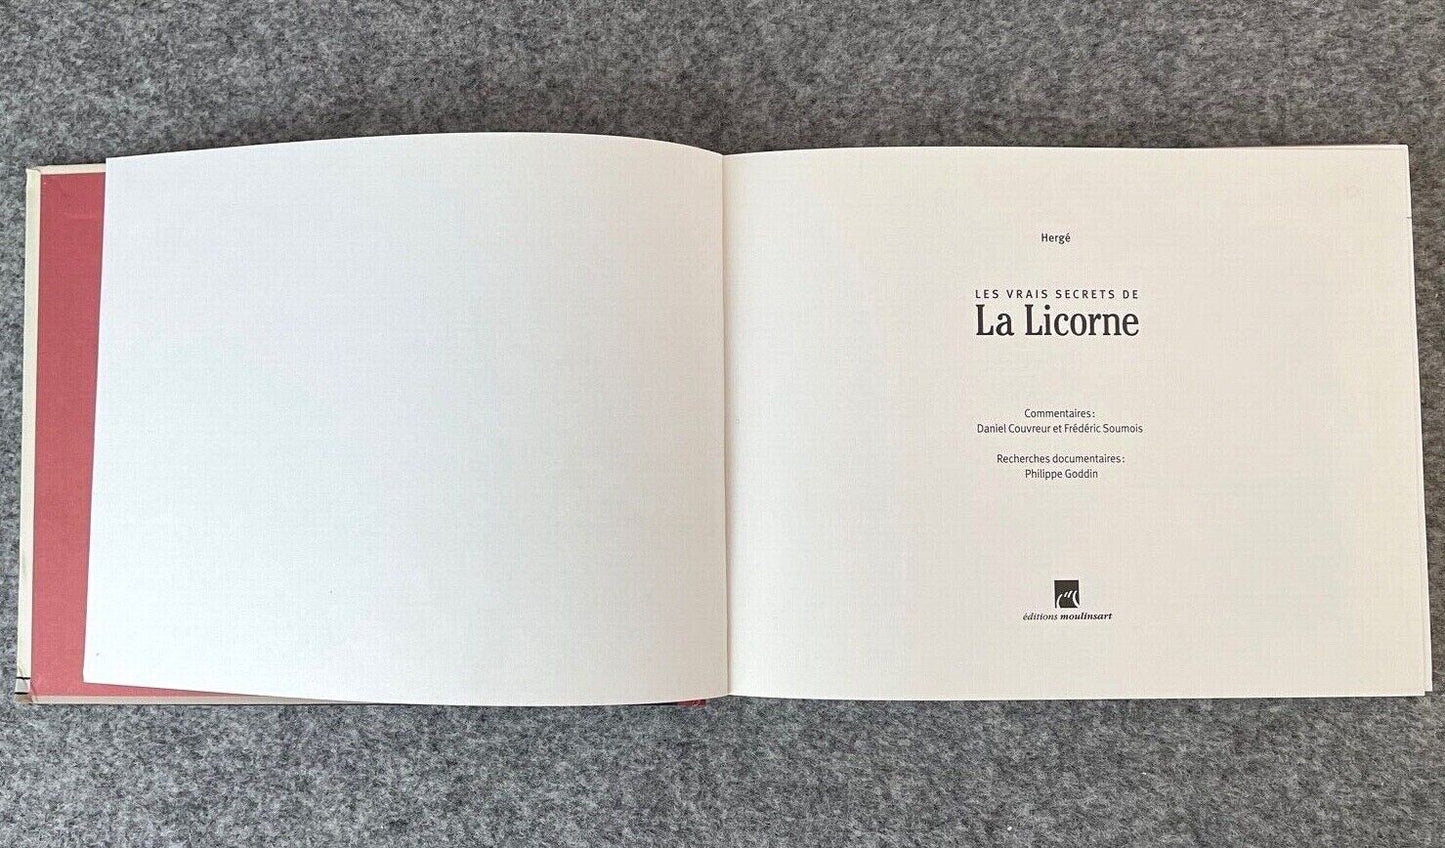 Hergé
LES VRAIS SECRETS DE
La Licorne
Commentaires :
Daniel Couvreur et Frédéric Soumois
Recherches documentaires :
Philippe Goddin
éditions moulinsart